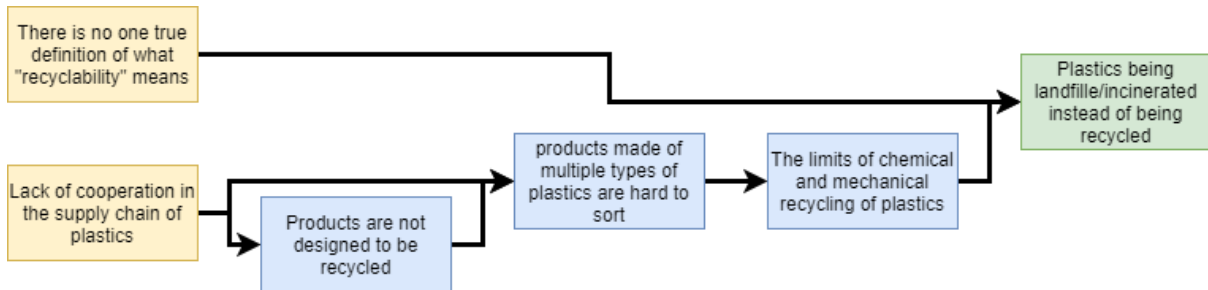 There is no one true
definition of what
"recyclability" means
Plastics being
landfille/incinerated
instead of being
recycled
Lack of cooperation in
the supply chain of
plastics
Products are not
designed to be
recycled
products made of
multiple types of
plastics are hard to
sort
The limits of chemical
and mechanical
recycling of plastics